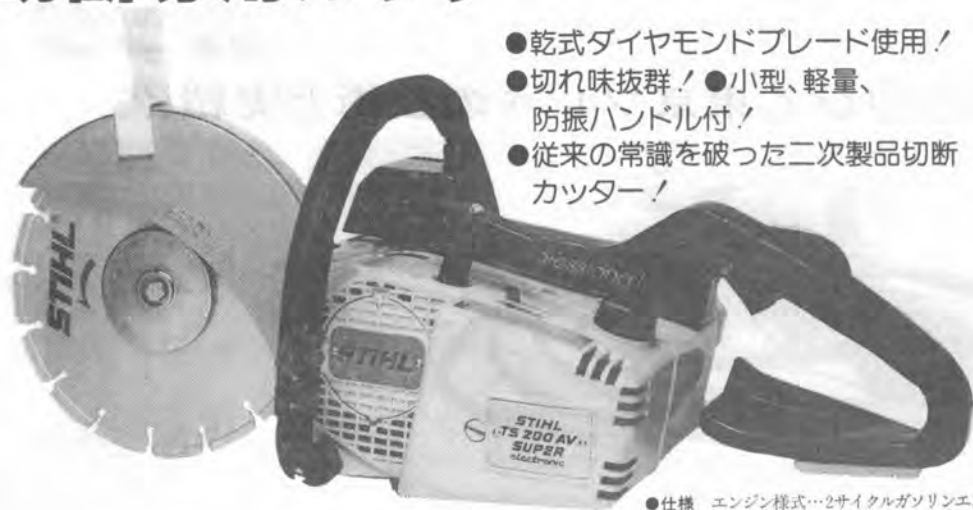 ●乾式ダイヤモンドブレード使用！
●切れ味抜群！●小型、軽量、
防振ハンドル付！
●従来の常識を破った二次製品切断
カッター！
STIHL
STIHL
STIHL
TS 200 AV
SUPER
electronic
●仕様 エンジン様式…2サイクルガソリンエ